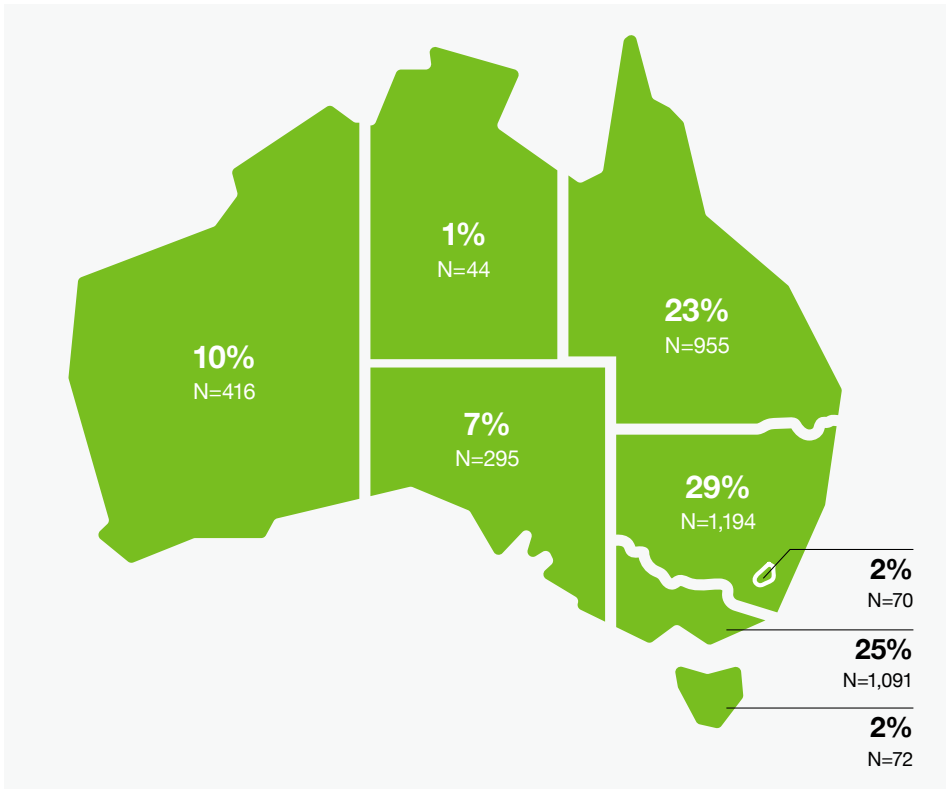 1%
N=44
23%
N=955
10%
N=416
7%
N=295
29%
N=1,194
2%
N=70
25%
N=1,091
2%
N=72